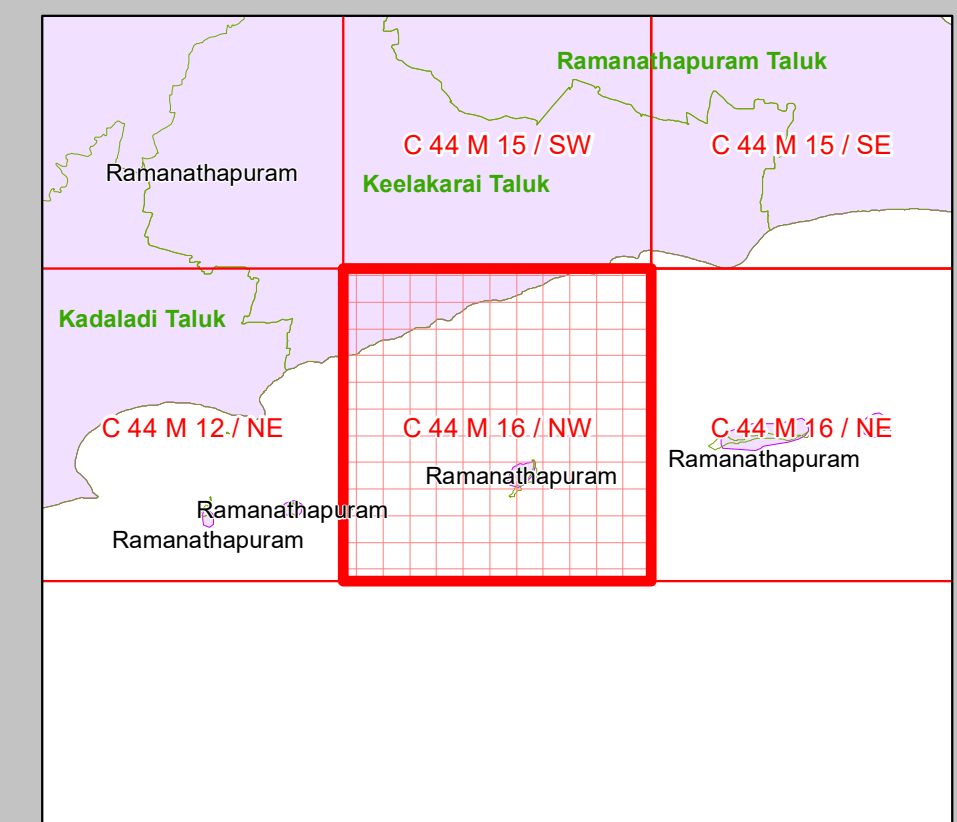 Ramanathapuram Taluk
C 44 M 15 / SW
C 44 M 15 / SE
Ramanathapuram
Keelakarai Taluk
Kadaladi Taluk
C 44 M 12 / NE
C 44 M 16 / NW
C 44 M 16 / NE
Ramanathapuram
Ramanathapuram
Ramanathapuram
Ramanathapuram